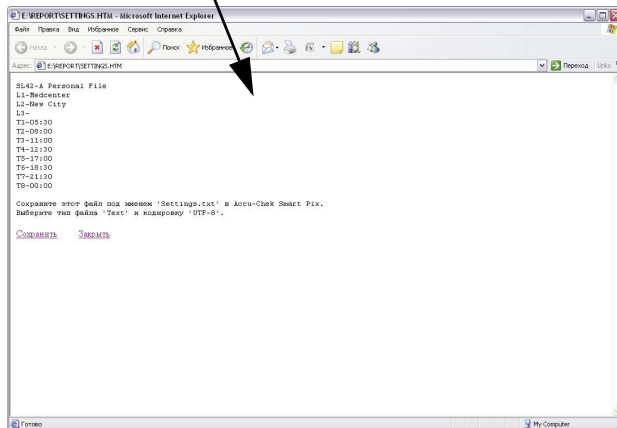 E:\REPORT\SETTINGS.HTM - Microsoft Internet Explorer
Файл Правка Вид Избранное Сервис Справка
Назад Поиск Избранное
Адрес: E:\REPORT\SETTINGS.HTM Переход Links
SL42-A Personal File
L1-Medcenter
L2-New City
L3-
T1-05:30
T2-08:00
T3-11:00
T4-12:30
T5-17:00
T6-18:30
T7-21:30
T8-00:00
Сохраните этот файл под именем 'Settings.txt' в Accu-Chek Smart Pix.
Выберите тип файла 'Text' и кодировку 'UTF-8'.
Сохранить Закрыть
Готово My Computer